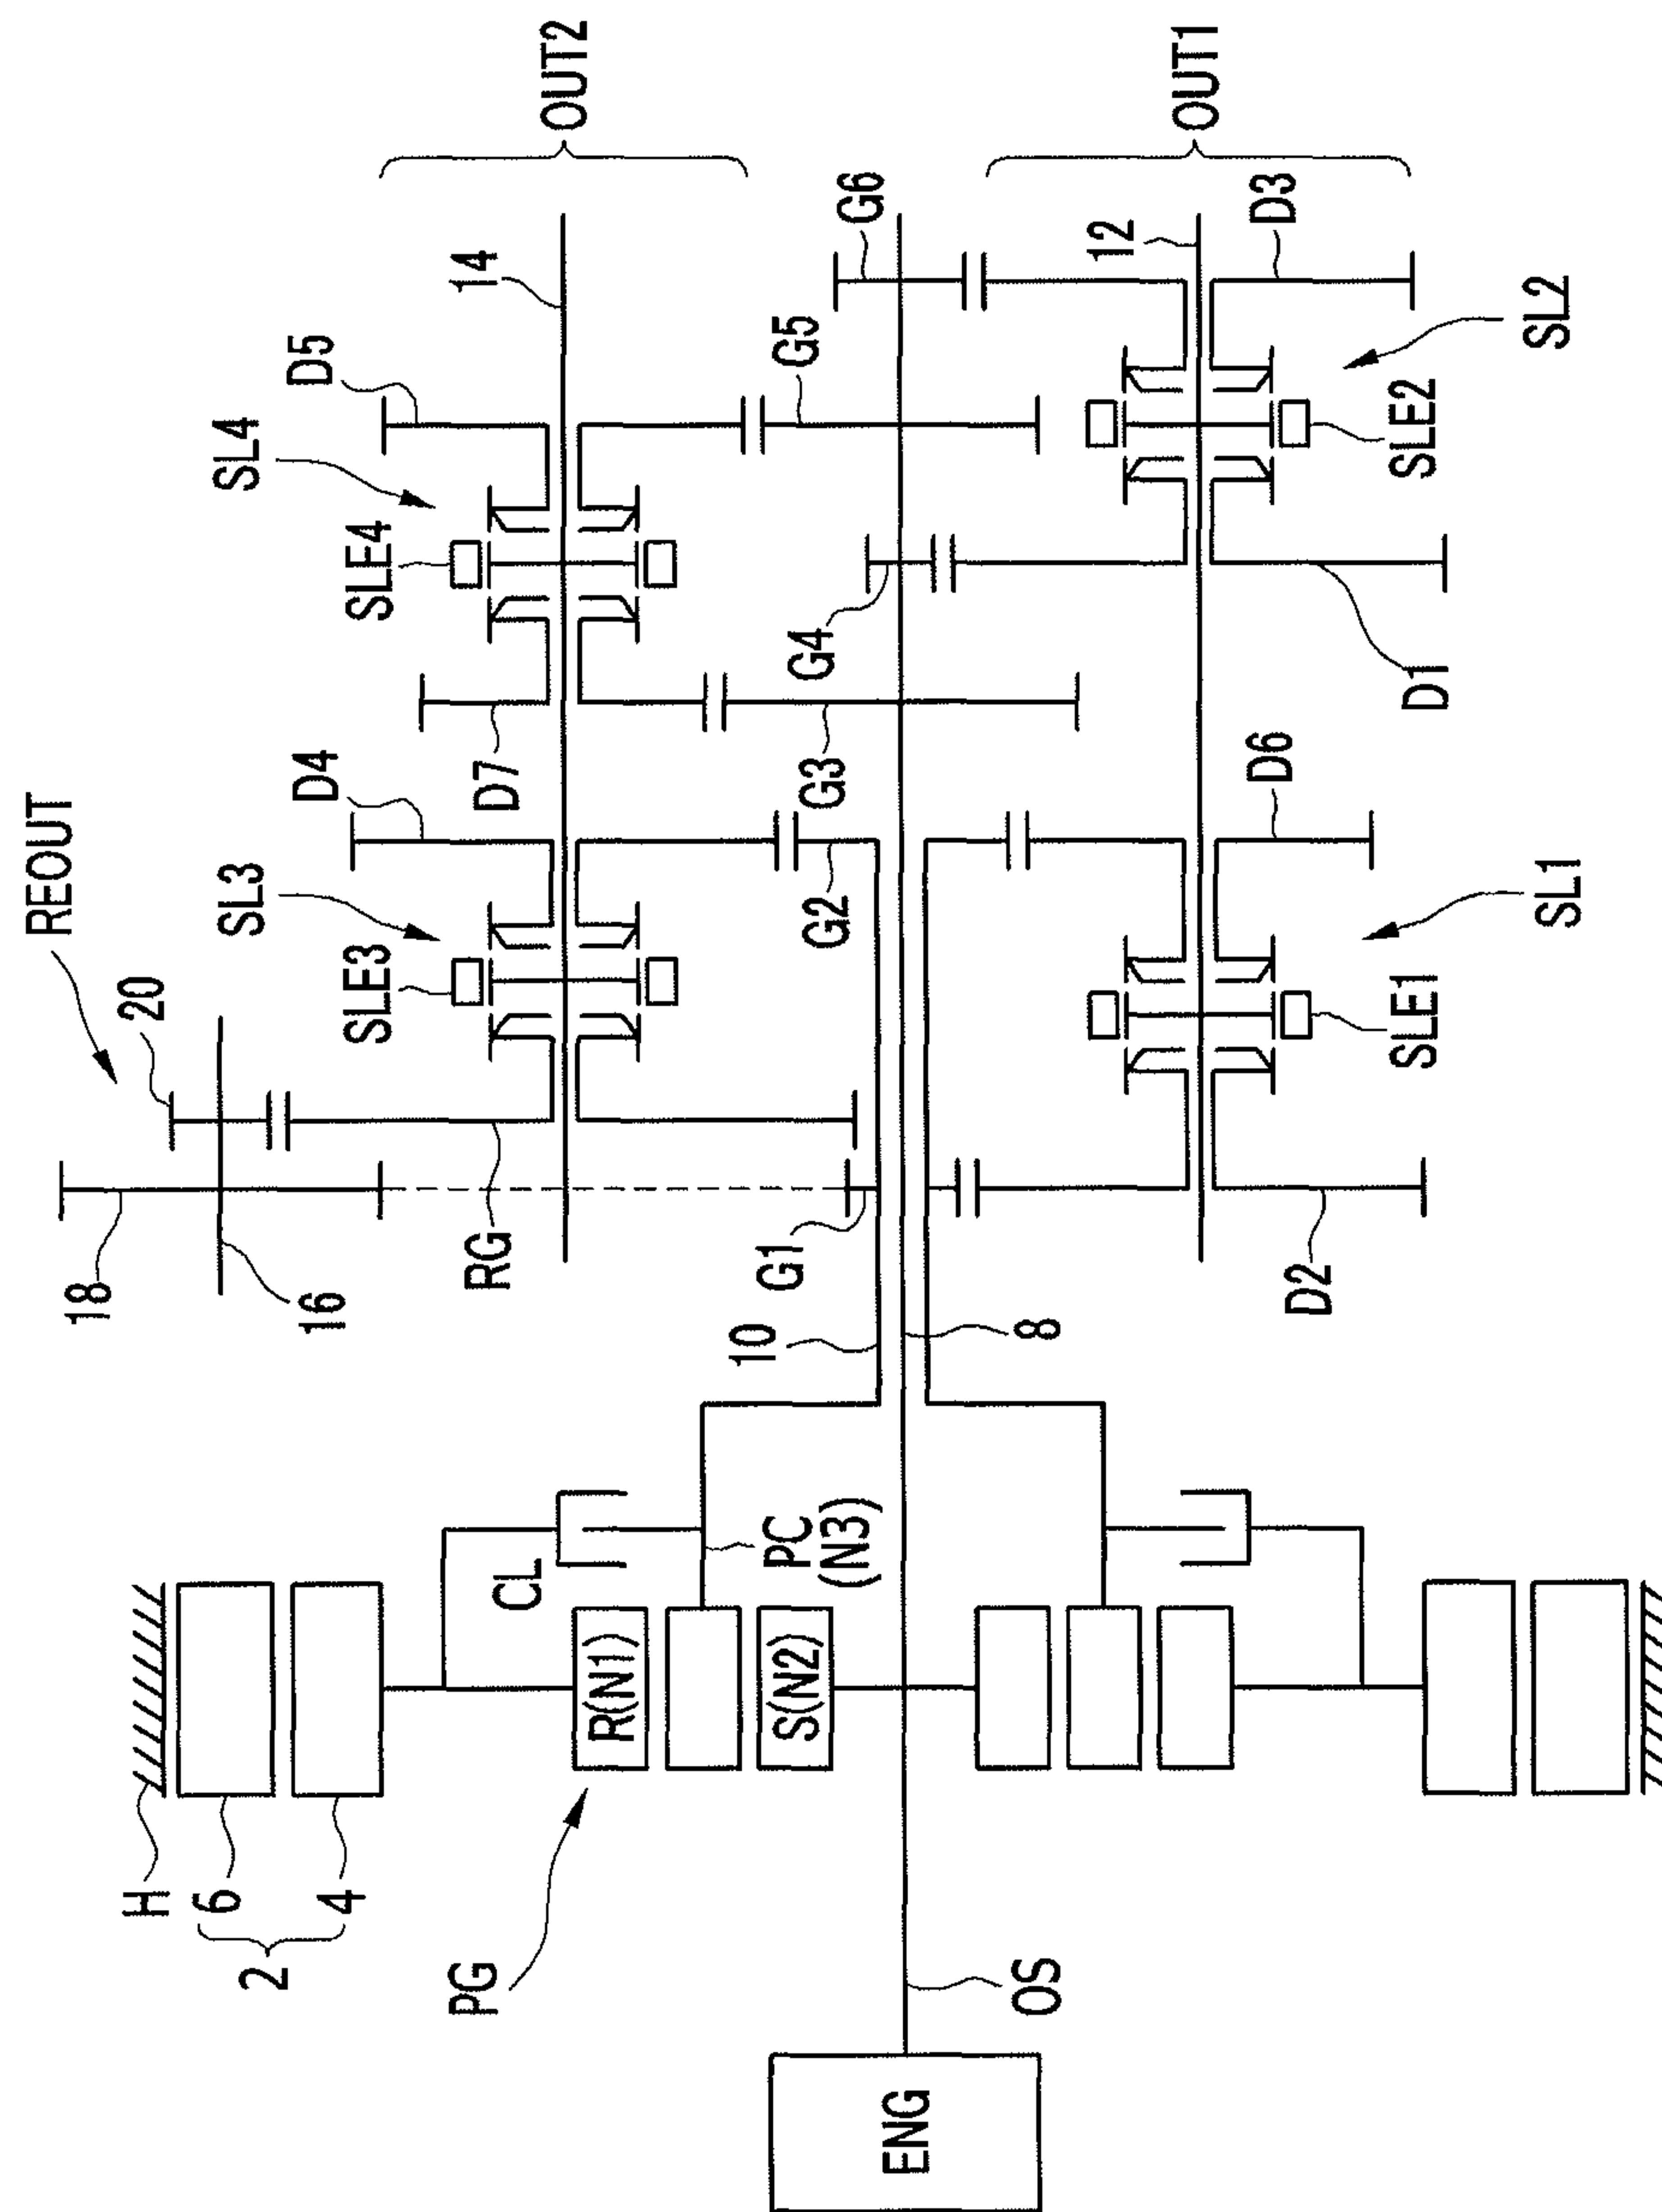 OUT2
OUT1
G6
12
D3
14
SL2
D5
G5
SL4
SLE2
SLE4
G4
D1
D7
D4
G3
D6
REOUT
SL3
G2
SL1
20
SLE3
SLE1
RG
G1
D2
18
16
10
8
CL
PC
(N3)
R(N1)
S(N2)
H
6
4
2
PG
OS
ENG